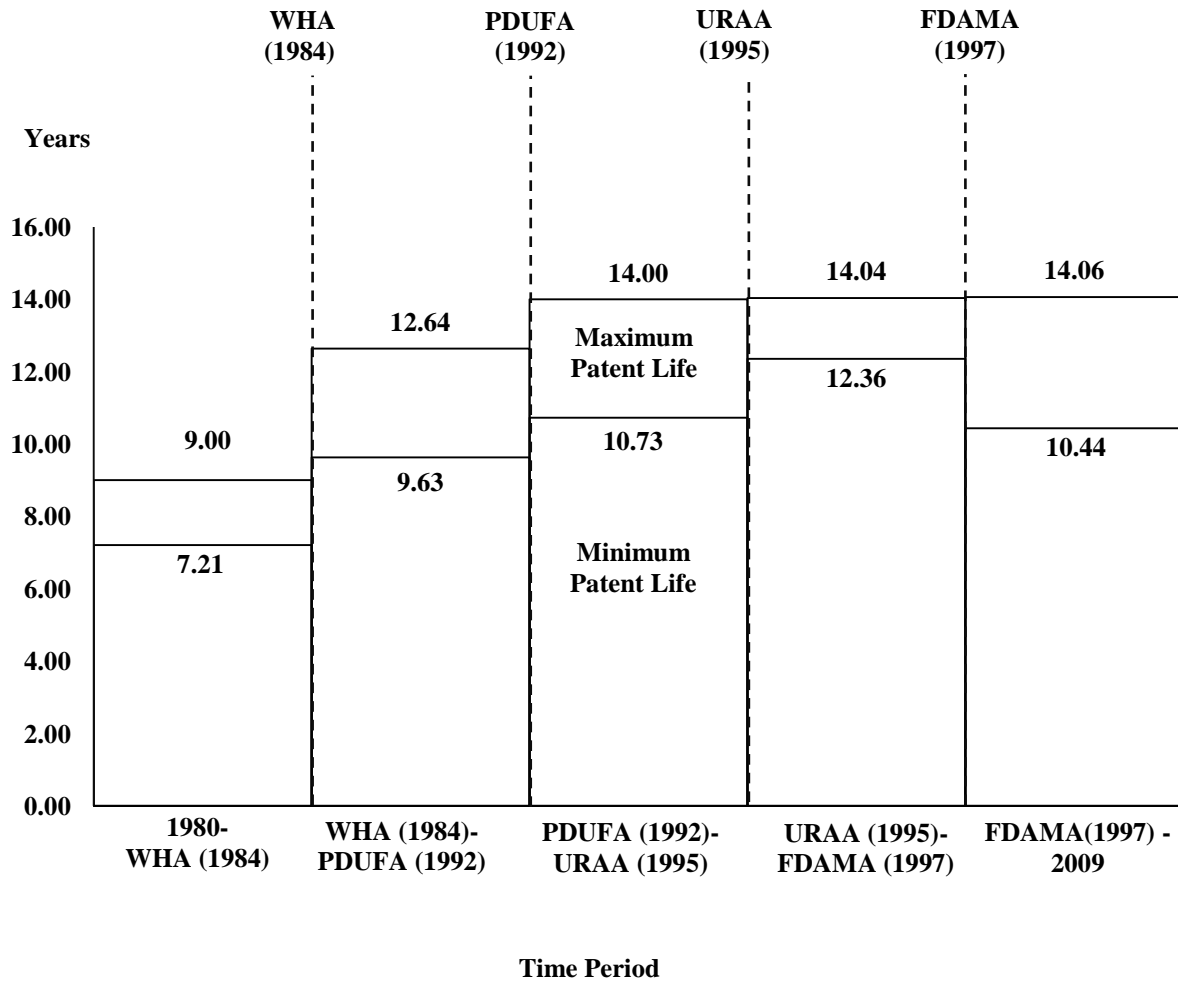 WHA
(1984)
PDUFA
(1992)
URAA
(1995)
FDAMA
(1997)
Years
16.00
14.00
12.00
10.00
8.00
6.00
4.00
2.00
0.00
9.00
7.21
12.64
9.63
14.00
Maximum
Patent Life
10.73
Minimum
Patent Life
14.04
12.36
14.06
10.44
1980-
WHA (1984)
WHA (1984)-
PDUFA (1992)
PDUFA (1992)-
URAA (1995)
URAA (1995)-
FDAMA (1997)
FDAMA(1997) -
2009
Time Period